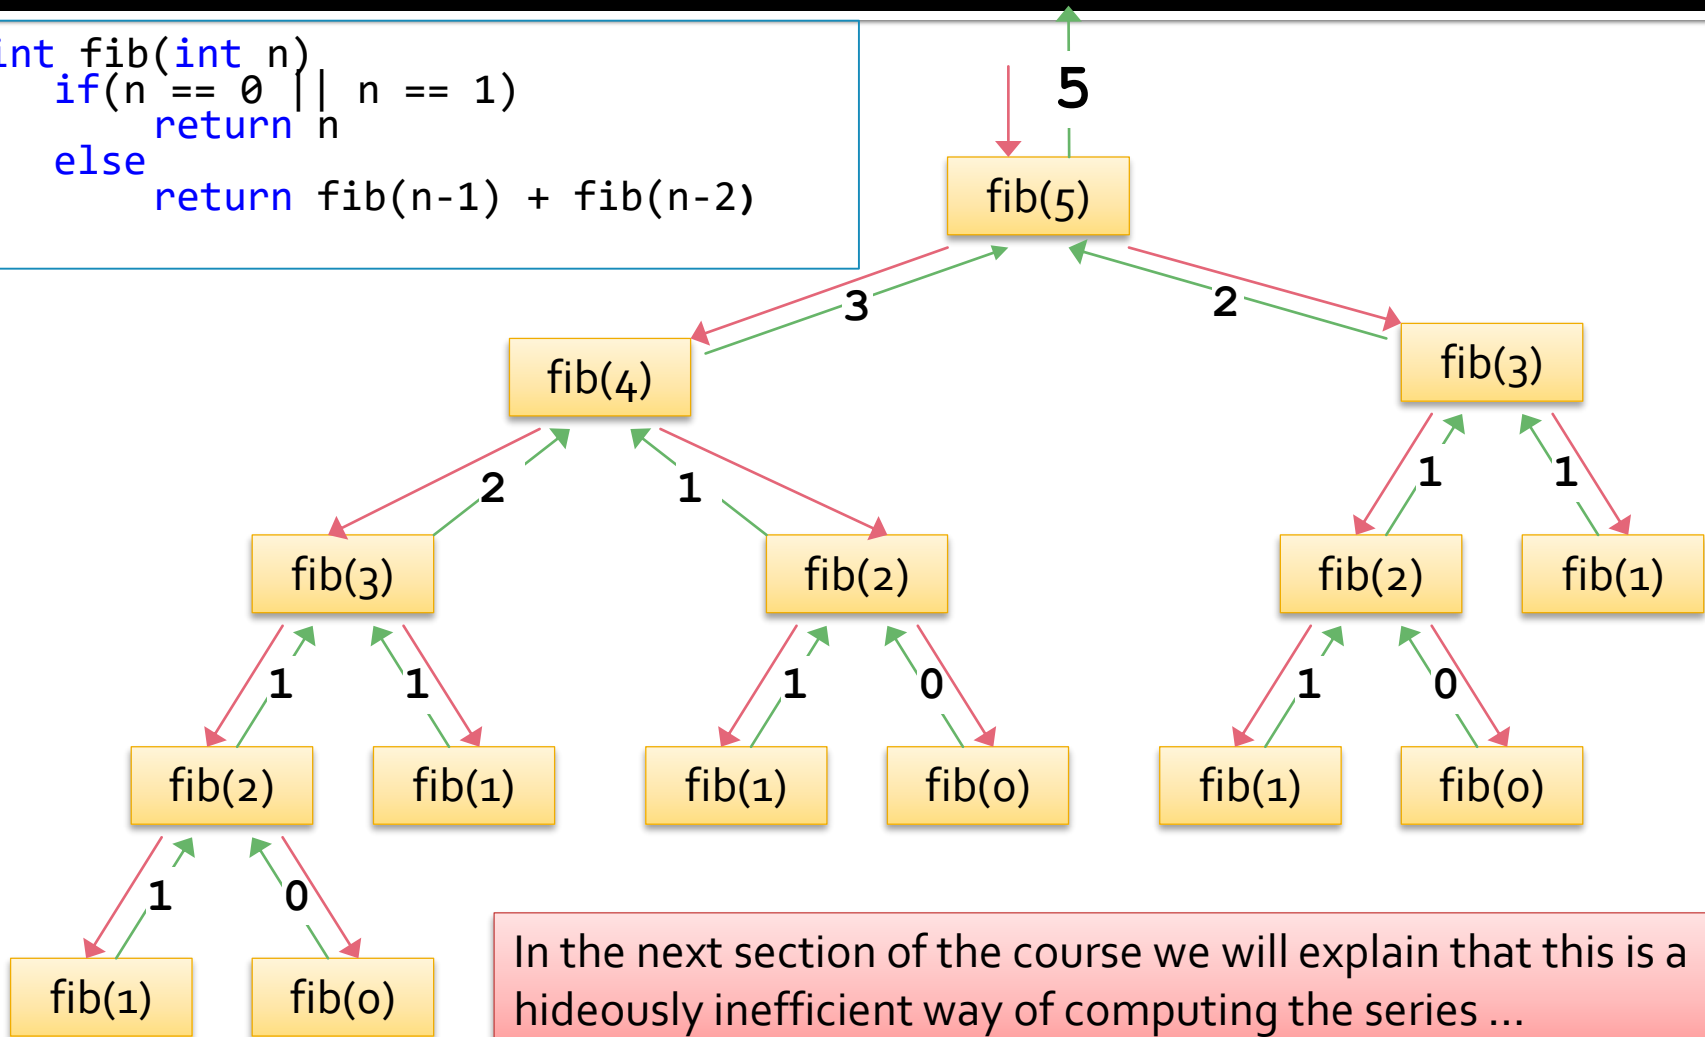 int fib(int n)
if(n == 0 || n == 1)
return n
else
return fib(n-1) + fib(n-2)
5
fib(5)
3
2
fib(4)
fib(3)
2
1
1
1
fib(3)
fib(2)
fib(2)
fib(1)
1
1
1
0
1
0
fib(2)
fib(1)
fib(1)
fib(0)
fib(1)
fib(0)
1
0
fib(1)
fib(0)
In the next section of the course we will explain that this is a
hideously inefficient way of computing the series ...